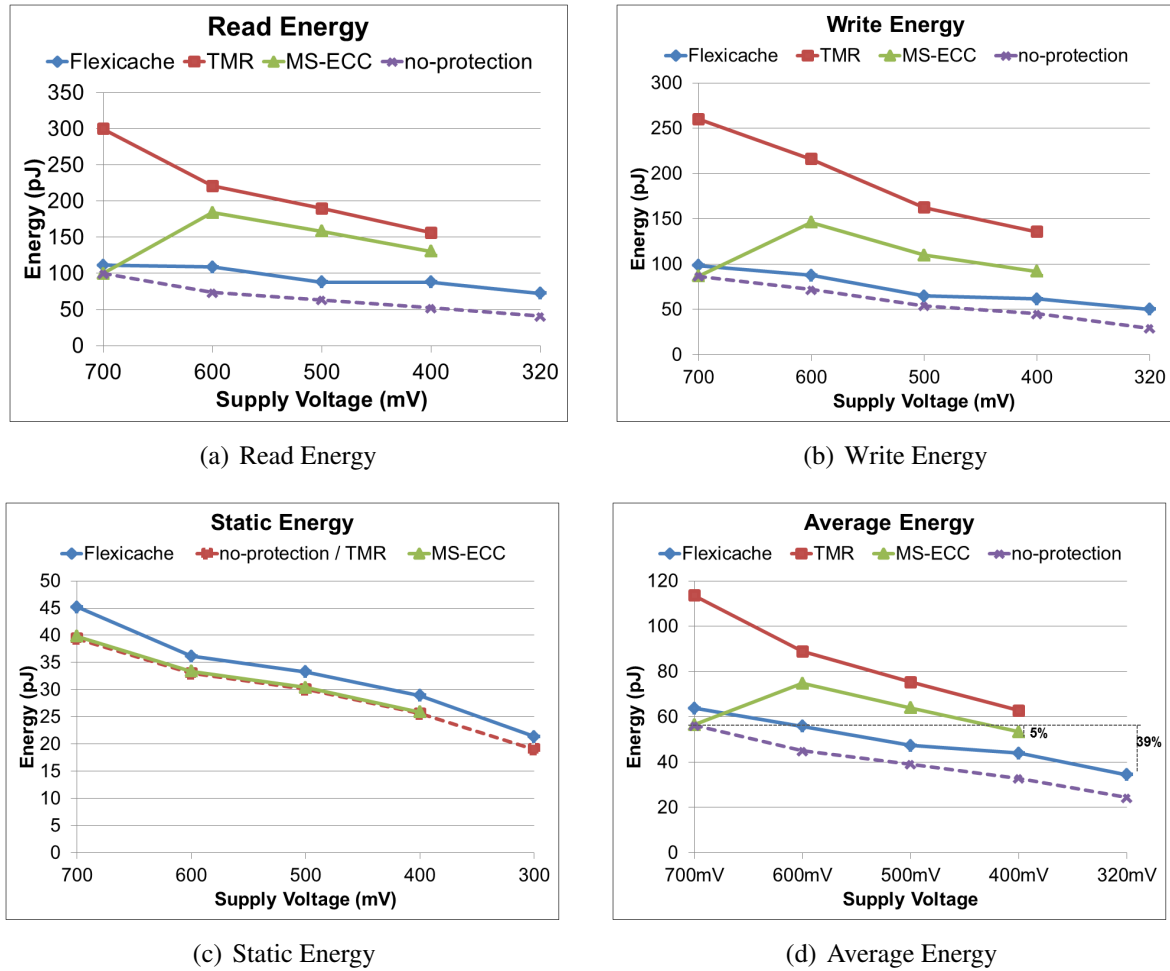 Read Energy
Flexicache TMR MS-ECC no-protection
Energy (pJ)
350
300
250
200
150
100
50
0
700 600 500 400 320
Supply Voltage (mV)
(a) Read Energy
Write Energy
Flexicache TMR MS-ECC no-protection
Energy (pJ)
300
250
200
150
100
50
0
700 600 500 400 320
Supply Voltage (mV)
(b) Write Energy
Static Energy
Flexicache no-protection / TMR MS-ECC
Energy (pJ)
50
45
40
35
30
25
20
15
10
5
0
700 600 500 400 300
Supply Voltage (mV)
(c) Static Energy
Average Energy
Flexicache TMR MS-ECC no-protection
Energy (pJ)
120
100
80
60
40
20
0
5%
39%
700mV 600mV 500mV 400mV 320mV
Supply Voltage
(d) Average Energy